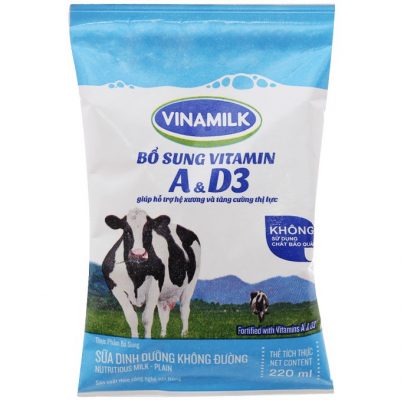 VINAMILK
BỔ SUNG VITAMIN
A & D3
giúp hỗ trợ hệ xương và tăng cường thị lực
KHÔNG
SỬ DỤNG
CHẤT BẢO QUẢN
Fortified with Vitamins A & D3
Thực Phẩm Bổ Sung
SỮA DINH DƯỠNG KHÔNG ĐƯỜNG
NUTRITIOUS MILK - PLAIN
THỂ TÍCH THỰC
NET CONTENT
220 ml